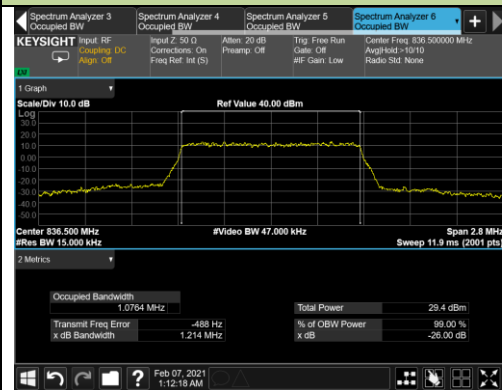 Spectrum Analyzer 3 Spectrum Analyzer 4 Spectrum Analyzer 5 Spectrum Analyzer 6
Occupied BW Occupied BW Occupied BW Occupied BW
KEYSIGHT Input: RF Input Z: 50 Ω Atten: 20 dB Trig: Free Run Center Freq: 836.500000 MHz
Coupling: DC Corrections: On Preamp: Off Gate: Off Avg|Hold:>10/10
Align: Off Freq Ref: Int (S) #IF Gain: Low Radio Std: None
LXI
1 Graph
Scale/Div 10.0 dB Ref Value 40.00 dBm
Log
30.0
20.0
10.0
0.00
-10.0
-20.0
-30.0
-40.0
-50.0
Center 836.500 MHz #Video BW 47.000 kHz Span 2.8 MHz
#Res BW 15.000 kHz Sweep 11.9 ms (2001 pts)
2 Metrics
Occupied Bandwidth
1.0764 MHz Total Power 29.4 dBm
Transmit Freq Error -488 Hz % of OBW Power 99.00 %
x dB Bandwidth 1.214 MHz x dB -26.00 dB
Feb 07, 2021
1:12:18 AM